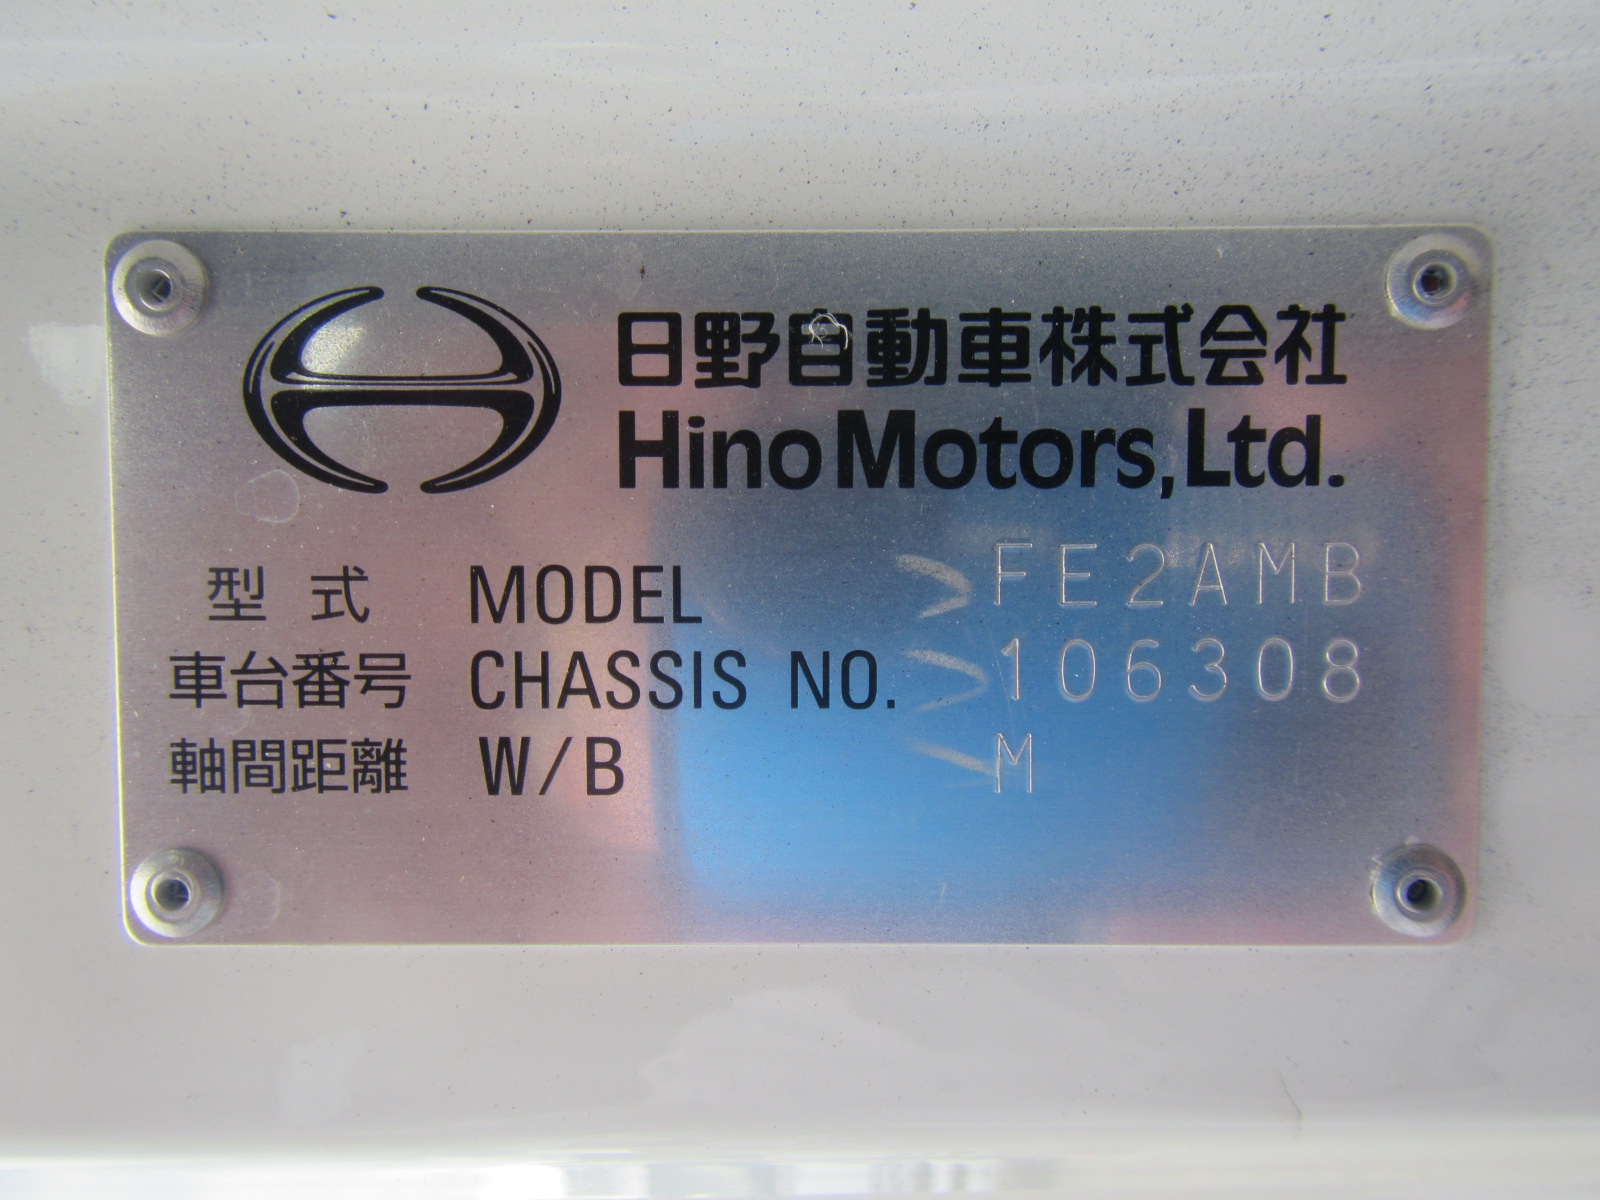 日野自動車株式会社
Hino Motors, Ltd.
型式 MODEL FE2AMB
車台番号 CHASSIS NO. 106308
軸間距離 W/B M